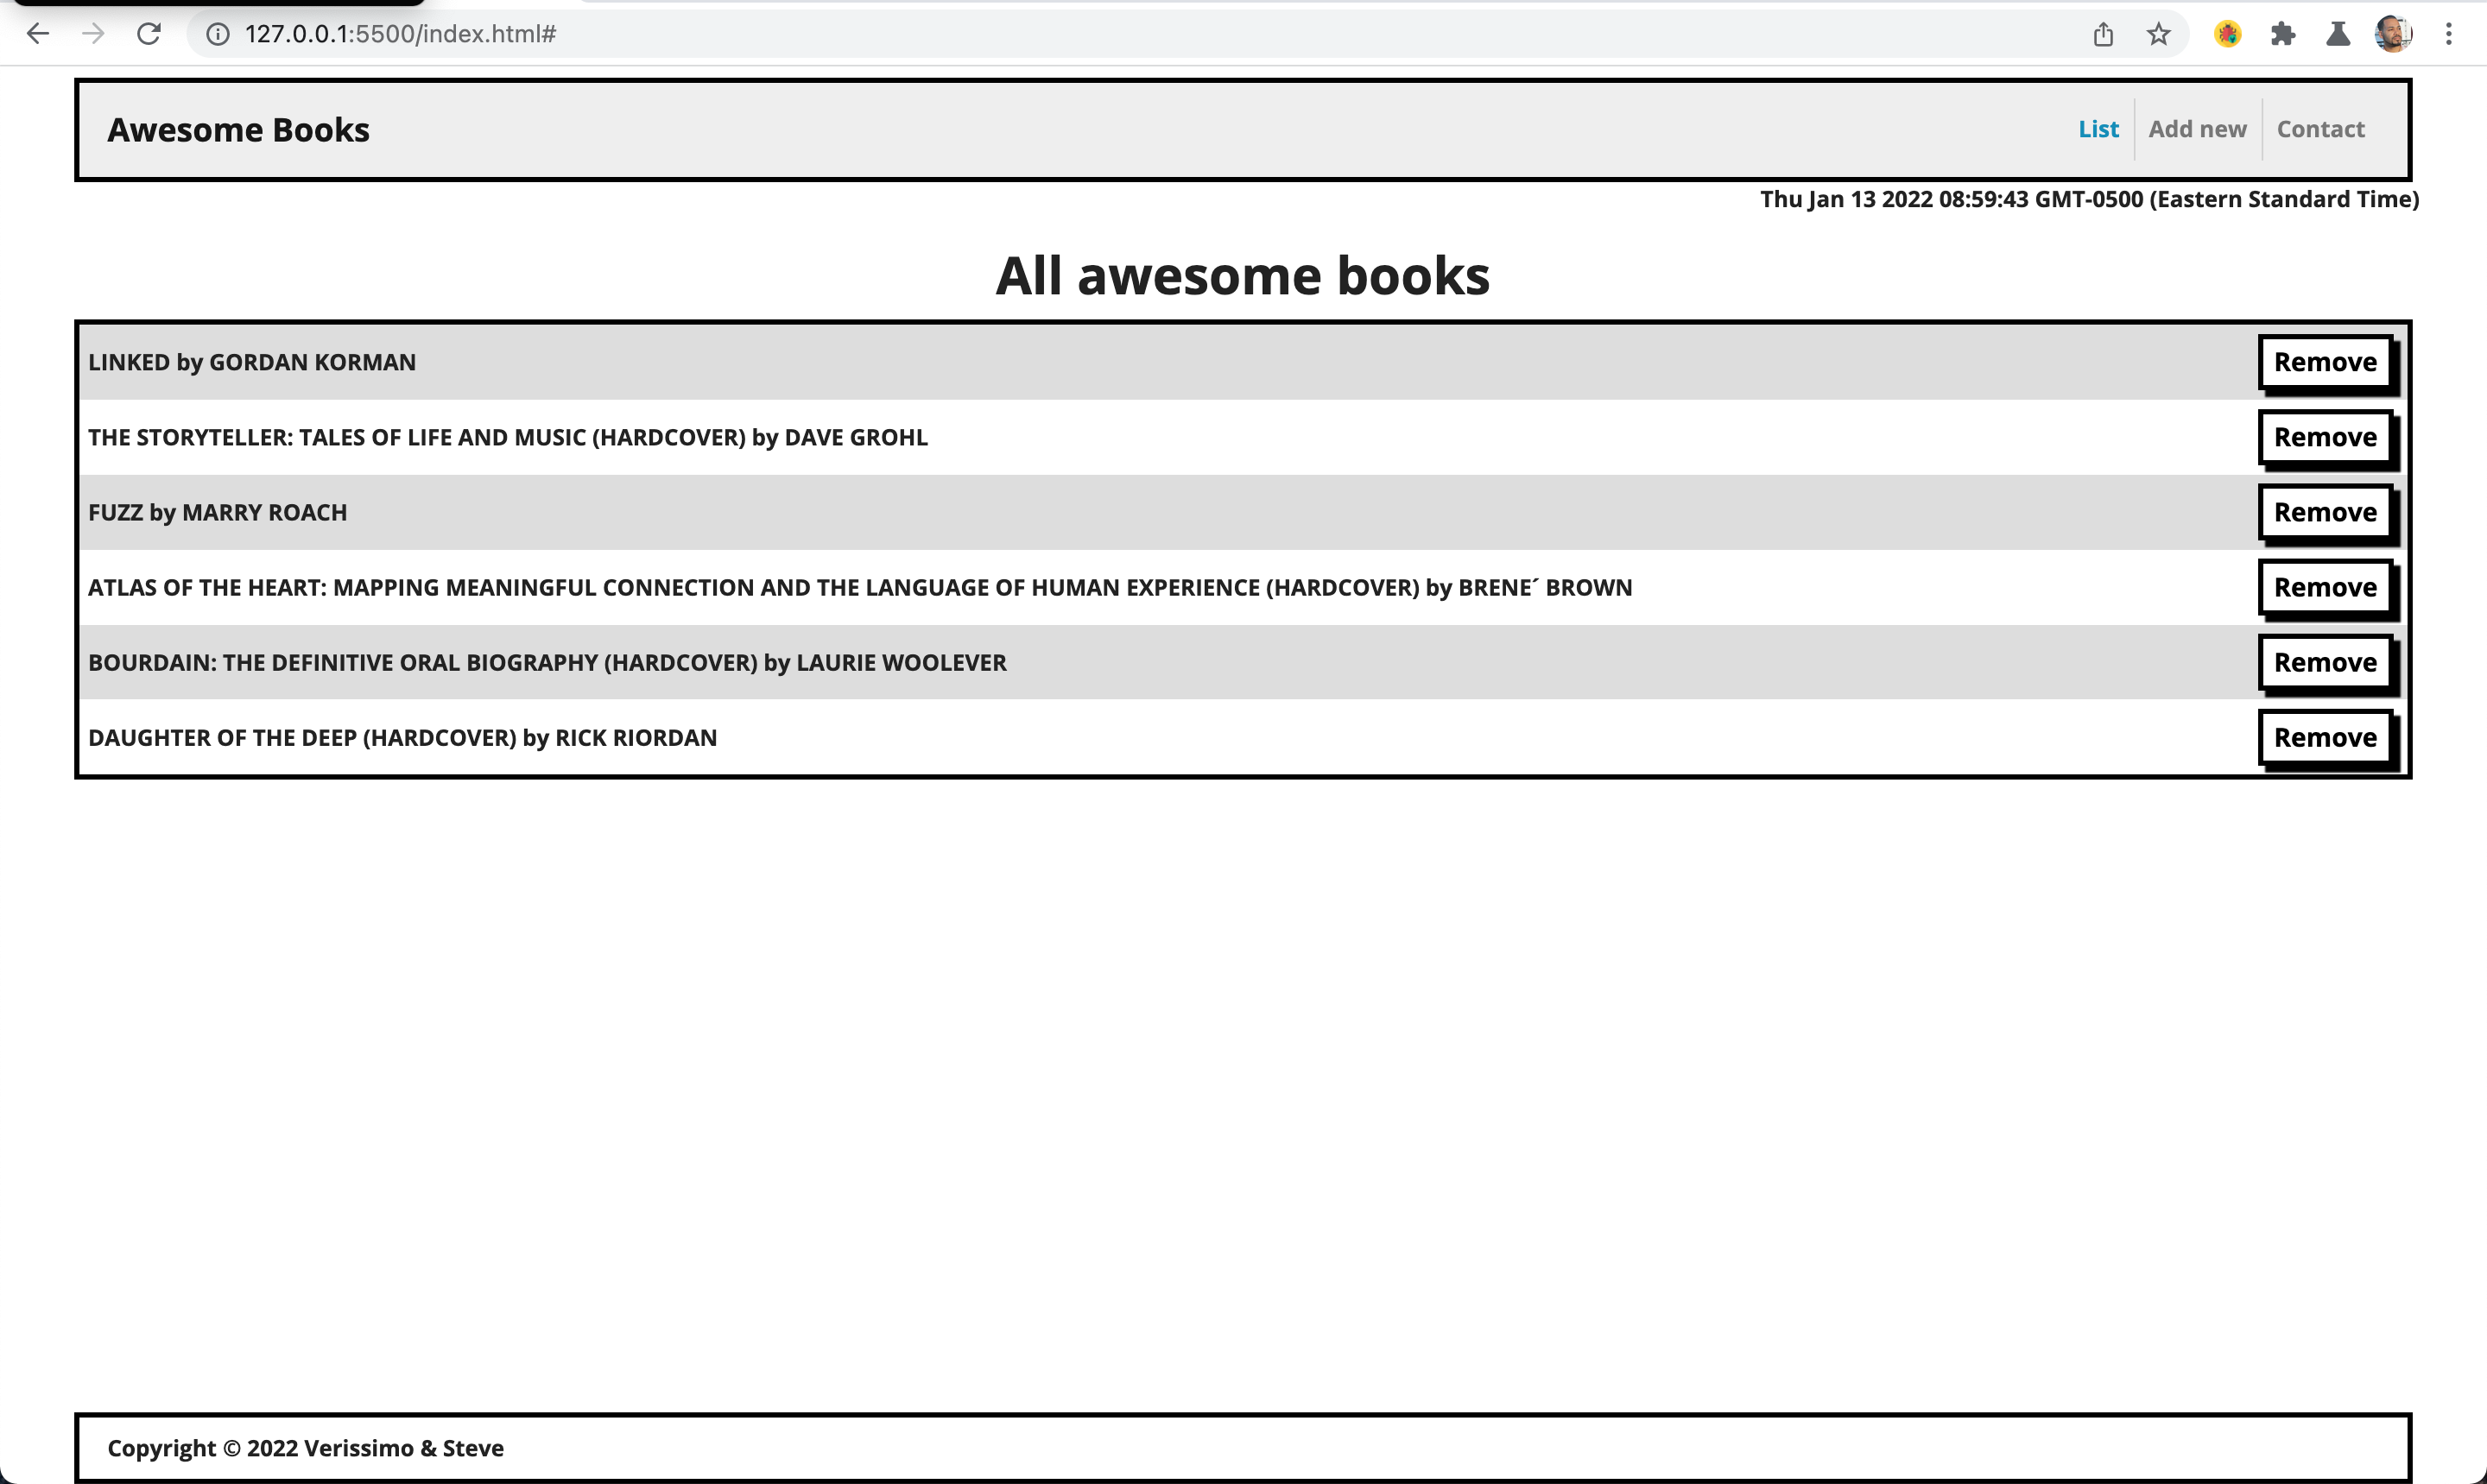 127.0.0.1:5500/index.html#
Awesome Books
List Add new Contact
Thu Jan 13 2022 08:59:43 GMT-0500 (Eastern Standard Time)
All awesome books
LINKED by GORDAN KORMAN Remove
THE STORYTELLER: TALES OF LIFE AND MUSIC (HARDCOVER) by DAVE GROHL Remove
FUZZ by MARRY ROACH Remove
ATLAS OF THE HEART: MAPPING MEANINGFUL CONNECTION AND THE LANGUAGE OF HUMAN EXPERIENCE (HARDCOVER) by BRENE´ BROWN Remove
BOURDAIN: THE DEFINITIVE ORAL BIOGRAPHY (HARDCOVER) by LAURIE WOOLEVER Remove
DAUGHTER OF THE DEEP (HARDCOVER) by RICK RIORDAN Remove
Copyright © 2022 Verissimo & Steve